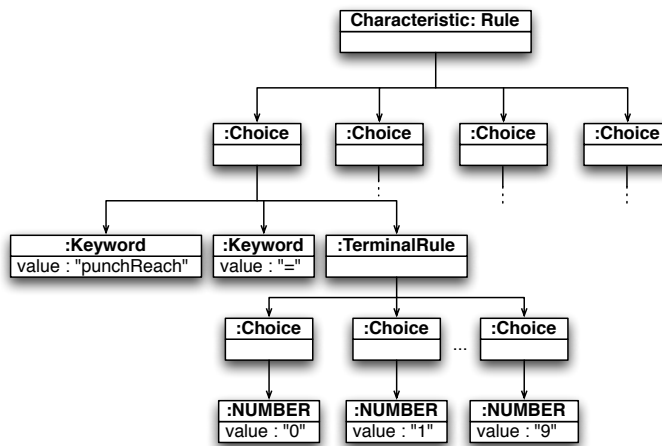 Characteristic: Rule
:Choice
:Choice
:Choice
:Choice
:Keyword
value : "punchReach"
:Keyword
value : "="
:TerminalRule
:Choice
:Choice
...
:Choice
:NUMBER
value : "0"
:NUMBER
value : "1"
:NUMBER
value : "9"